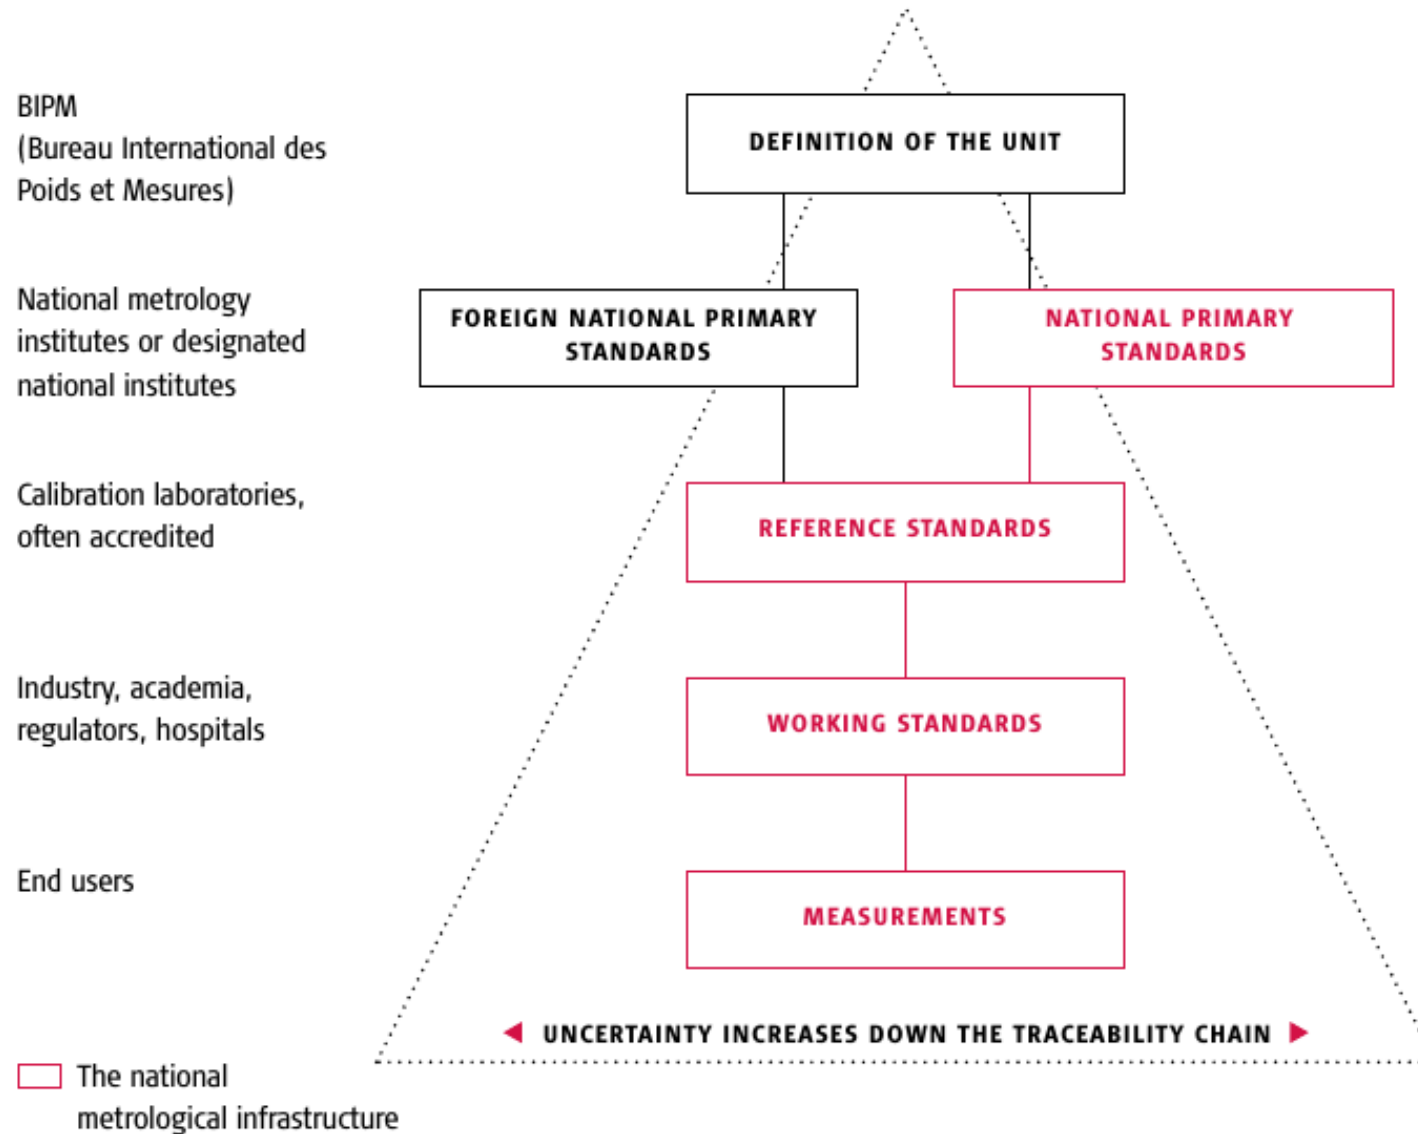 BIPM
(Bureau International des
Poids et Mesures)
DEFINITION OF THE UNIT
National metrology
institutes or designated
national institutes
FOREIGN NATIONAL PRIMARY
STANDARDS
NATIONAL PRIMARY
STANDARDS
Calibration laboratories,
often accredited
REFERENCE STANDARDS
Industry, academia,
regulators, hospitals
WORKING STANDARDS
End users
MEASUREMENTS
UNCERTAINTY INCREASES DOWN THE TRACEABILITY CHAIN
The national
metrological infrastructure